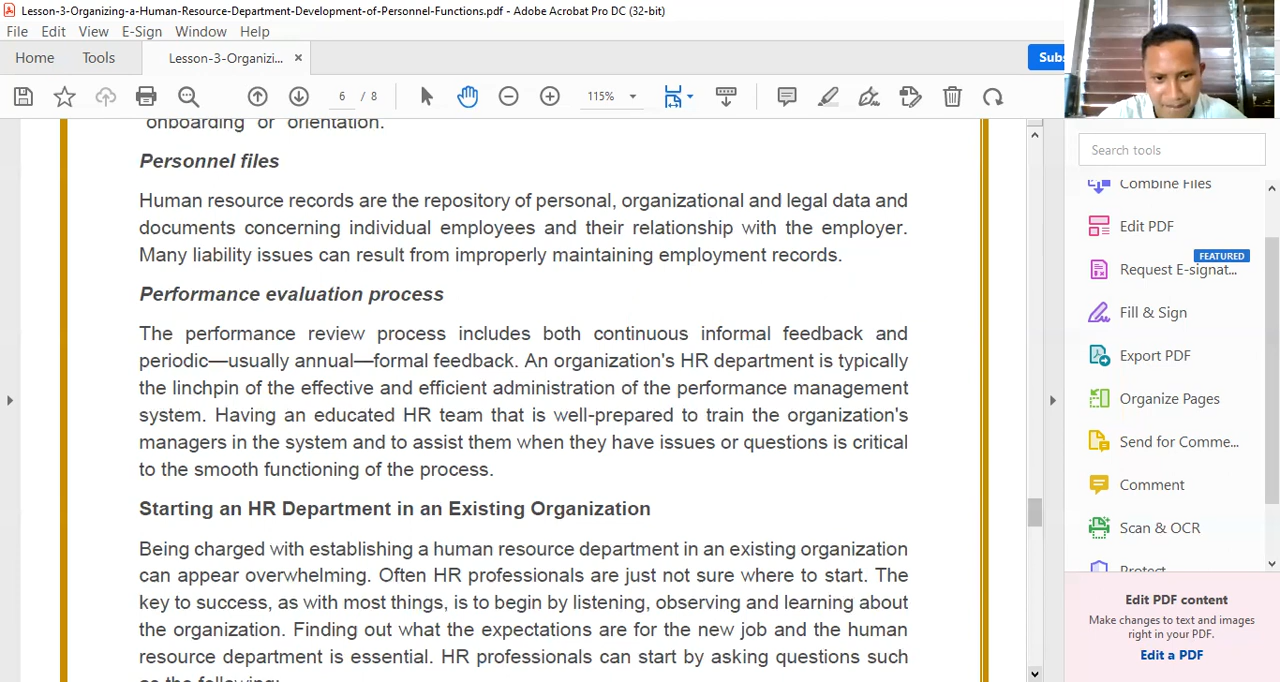 Lesson-3-Organizing-a-Human-Resource-Department-Development-of-Personnel-Functions.pdf - Adobe Acrobat Pro DC (32-bit)
File Edit View E-Sign Window Help
Home Tools Lesson-3-Organizi... ×
Subs
6 / 8 115%
onboarding or orientation.
Personnel files
Human resource records are the repository of personal, organizational and legal data and
documents concerning individual employees and their relationship with the employer.
Many liability issues can result from improperly maintaining employment records.
Performance evaluation process
The performance review process includes both continuous informal feedback and
periodic—usually annual—formal feedback. An organization's HR department is typically
the linchpin of the effective and efficient administration of the performance management
system. Having an educated HR team that is well-prepared to train the organization's
managers in the system and to assist them when they have issues or questions is critical
to the smooth functioning of the process.
Starting an HR Department in an Existing Organization
Being charged with establishing a human resource department in an existing organization
can appear overwhelming. Often HR professionals are just not sure where to start. The
key to success, as with most things, is to begin by listening, observing and learning about
the organization. Finding out what the expectations are for the new job and the human
resource department is essential. HR professionals can start by asking questions such
as the following:
Search tools
Combine Files
Edit PDF
FEATURED
Request E-signat...
Fill & Sign
Export PDF
Organize Pages
Send for Comme...
Comment
Scan & OCR
Protect
Edit PDF content
Make changes to text and images
right in your PDF.
Edit a PDF